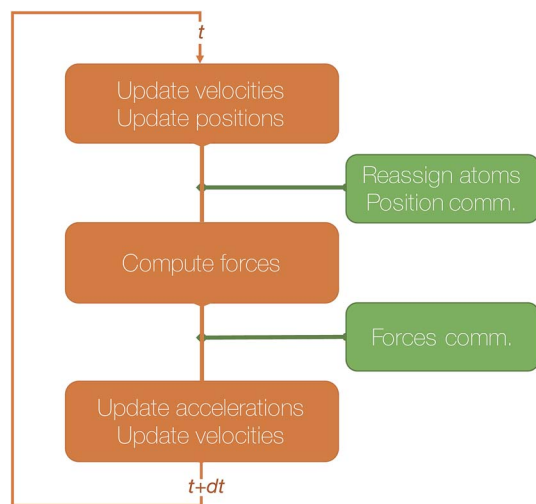 t
Update velocities
Update positions
Reassign atoms
Position comm.
Compute forces
Forces comm.
Update accelerations
Update velocities
t+dt